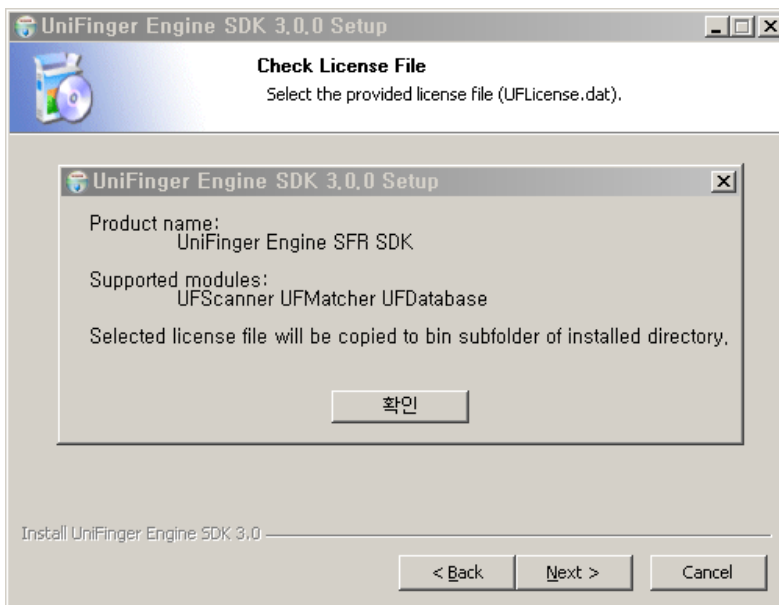 UniFinger Engine SDK 3.0.0 Setup
Check License File
Select the provided license file (UFLicense.dat).
UniFinger Engine SDK 3.0.0 Setup
Product name:
UniFinger Engine SFR SDK
Supported modules:
UFScanner UFMatcher UFDatabase
Selected license file will be copied to bin subfolder of installed directory.
확인
Install UniFinger Engine SDK 3.0
< Back
Next >
Cancel